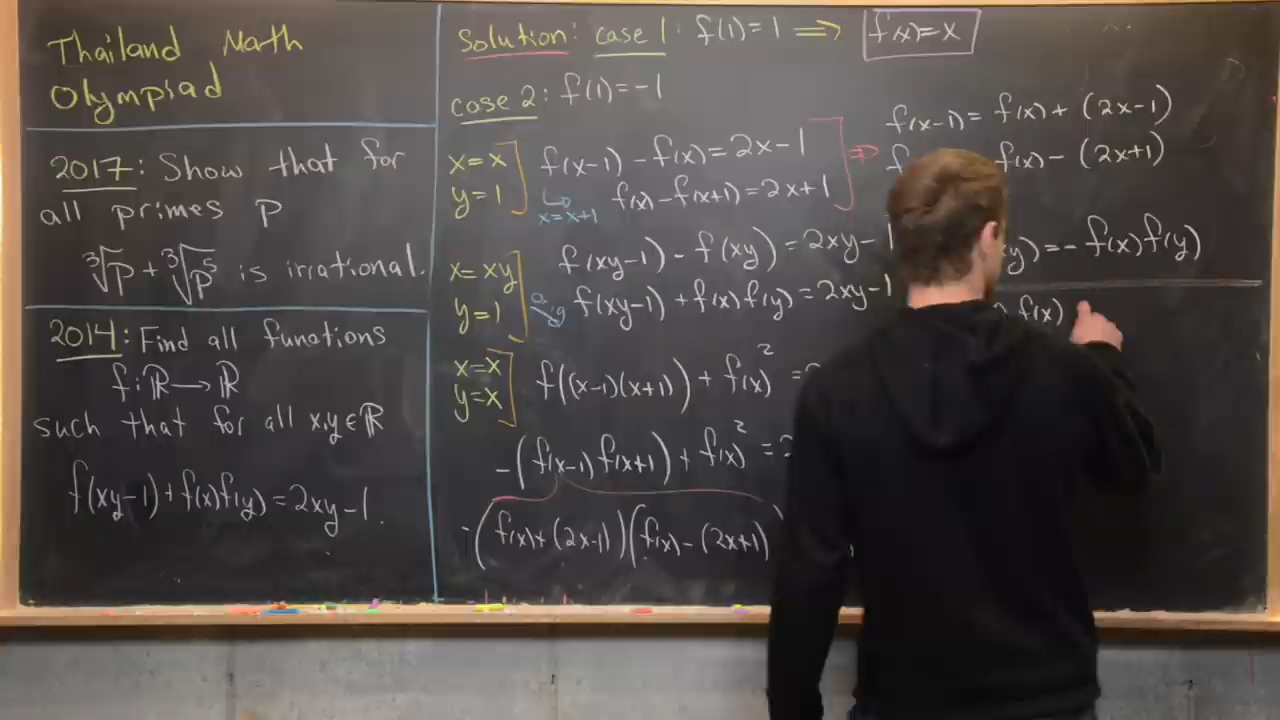 Thailand Math
Olympiad
2017: Show that for
all primes p
∛p + ∛p⁵ is irrational.
2014: Find all functions
f: ℝ → ℝ
such that for all x,y ∈ ℝ
f(xy-1) + f(x)f(y) = 2xy-1.
Solution: case 1: f(1) = 1 ⟹ f(x) = x
case 2: f(1) = -1
x=x
y=1
f(x-1) - f(x) = 2x-1
x=x+1
f(x) - f(x+1) = 2x+1
⇒
f(x-1) = f(x) + (2x-1)
f(x) - (2x+1)
x=xy
y=1
f(xy-1) - f(xy) = 2xy-1
f(xy-1) + f(x)f(y) = 2xy-1
y) = -f(x)f(y)
x=x
y=x
f((x-1)(x+1)) + f(x)² =
-(f(x-1)f(x+1)) + f(x)² = 2
-(f(x)+(2x-1))(f(x)-(2x+1))
f(x)